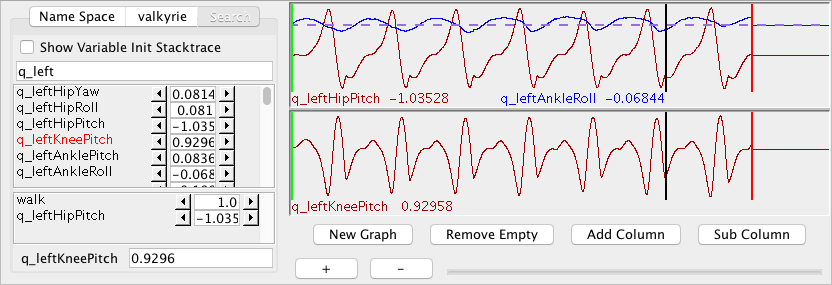 Name Space valkyrie Search
Show Variable Init Stacktrace
q_left
q_leftHipYaw 0.0814
q_leftHipRoll 0.081
q_leftHipPitch -1.035
q_leftKneePitch 0.9296
q_leftAnklePitch 0.0836
q_leftAnkleRoll -0.068
walk 1.0
q_leftHipPitch -1.035
q_leftKneePitch 0.9296
q_leftHipPitch -1.03528 q_leftAnkleRoll -0.06844
q_leftKneePitch 0.92958
New Graph Remove Empty Add Column Sub Column
+ -